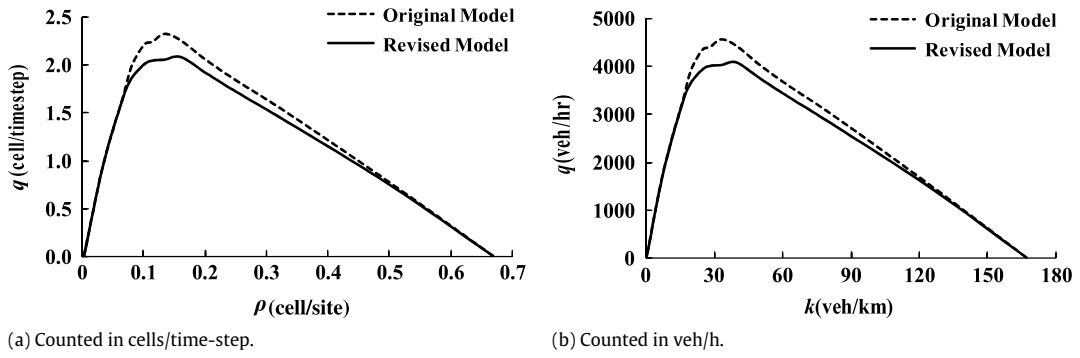 2.5
2.0
1.5
1.0
0.5
0.0
q(cell/timestep)
0 0.1 0.2 0.3 0.4 0.5 0.6 0.7
ρ(cell/site)
Original Model
Revised Model
(a) Counted in cells/time-step.
5000
4000
3000
2000
1000
0
q(veh/hr)
0 30 60 90 120 150 180
k(veh/km)
Original Model
Revised Model
(b) Counted in veh/h.